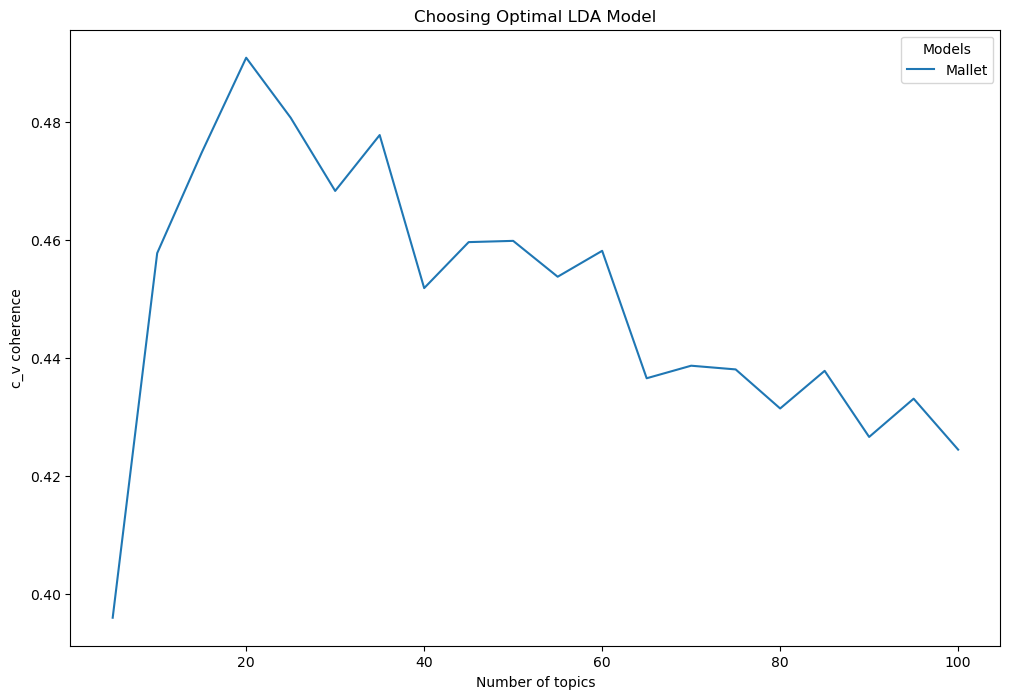 Choosing Optimal LDA Model
Models
Mallet
c_v coherence
0.48
0.46
0.44
0.42
0.40
20 40 60 80 100
Number of topics